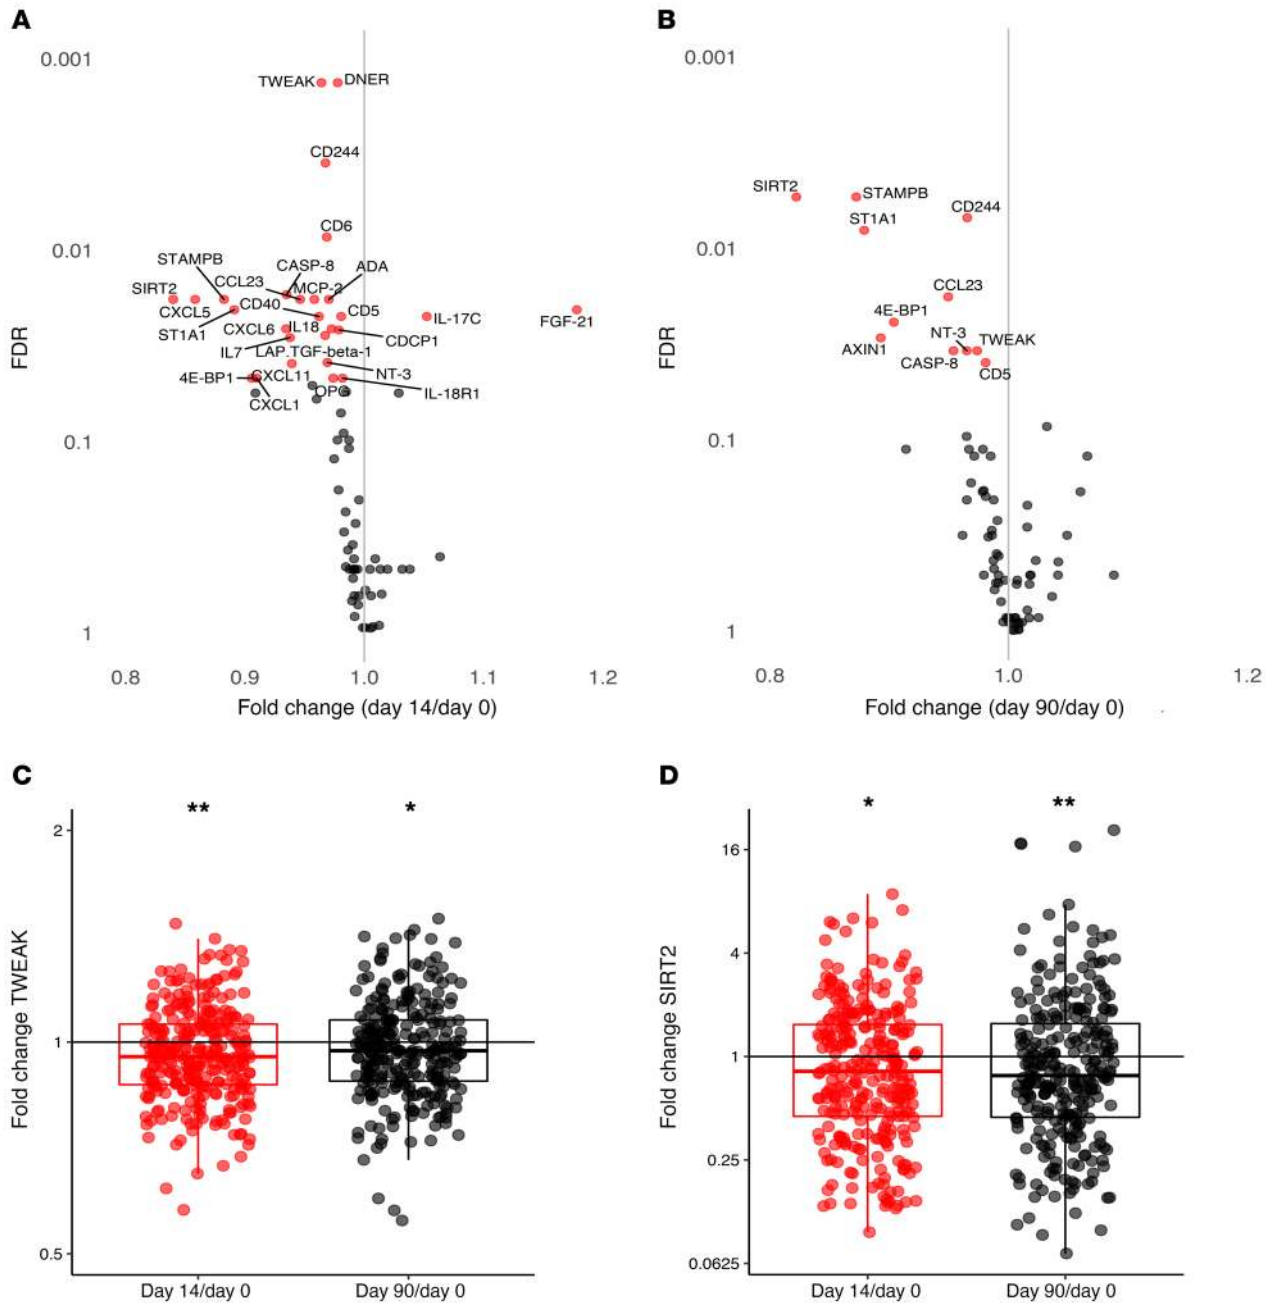 A
0.001
TWEAK
DNER
CD244
CD6
0.01
STAMPB
CASP-8
ADA
CCL23
MCP-2
SIRT2
CXCL5
CD40
CD5
IL-17C
FGF-21
ST1A1
CXCL6
IL18
CDCP1
IL7
LAP.TGF-beta-1
NT-3
4E-BP1
CXCL11
OPG
IL-18R1
CXCL1
0.1
1
FDR
0.8
0.9
1.0
1.1
1.2
Fold change (day 14/day 0)
B
0.001
SIRT2
STAMPB
CD244
ST1A1
0.01
CCL23
4E-BP1
NT-3
TWEAK
AXIN1
CASP-8
CD5
0.1
1
FDR
0.8
1.0
1.2
Fold change (day 90/day 0)
C
**
*
2
1
0.5
Fold change TWEAK
Day 14/day 0
Day 90/day 0
D
*
**
16
4
1
0.25
0.0625
Fold change SIRT2
Day 14/day 0
Day 90/day 0